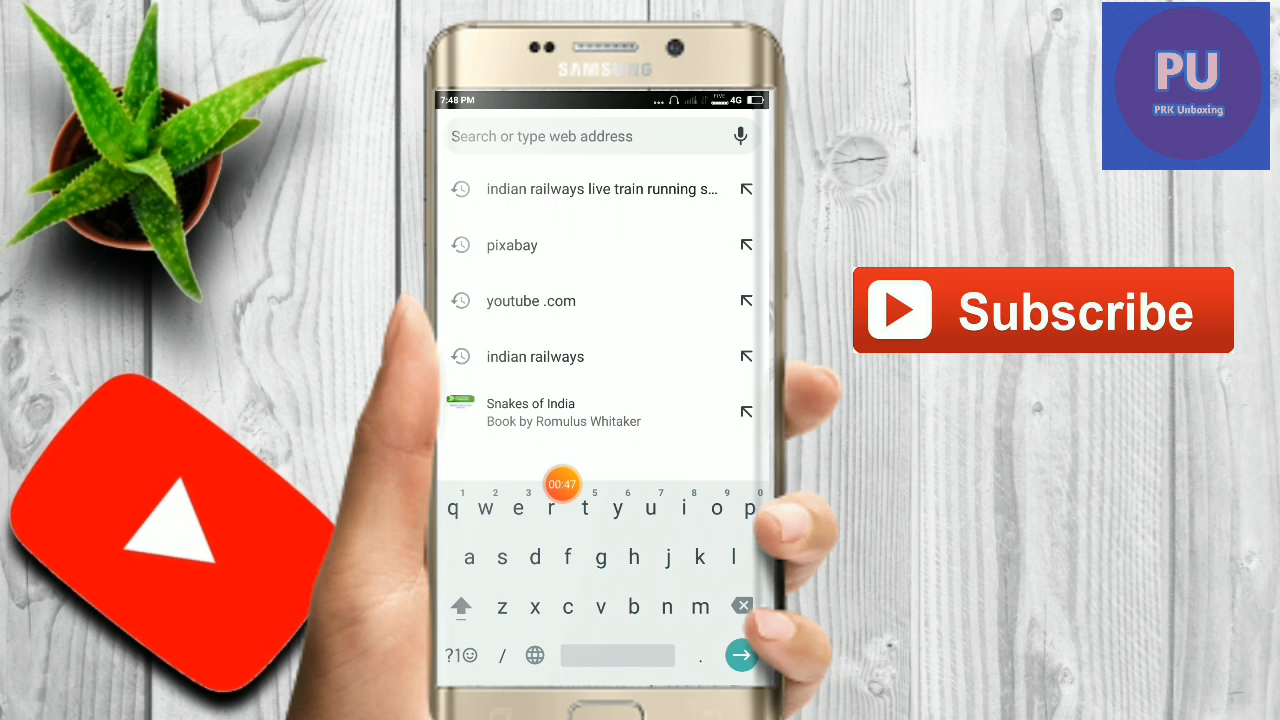 PU
PRK Unboxing
SAMSUNG
7:48 PM
4G
Search or type web address
indian railways live train running s...
pixabay
youtube .com
indian railways
Snakes of India
Book by Romulus Whitaker
Subscribe
00:47
1 2 3 5 6 7 8 9 0
q w e r t y u i o p
a s d f g h j k l
z x c v b n m
?1☺ / .